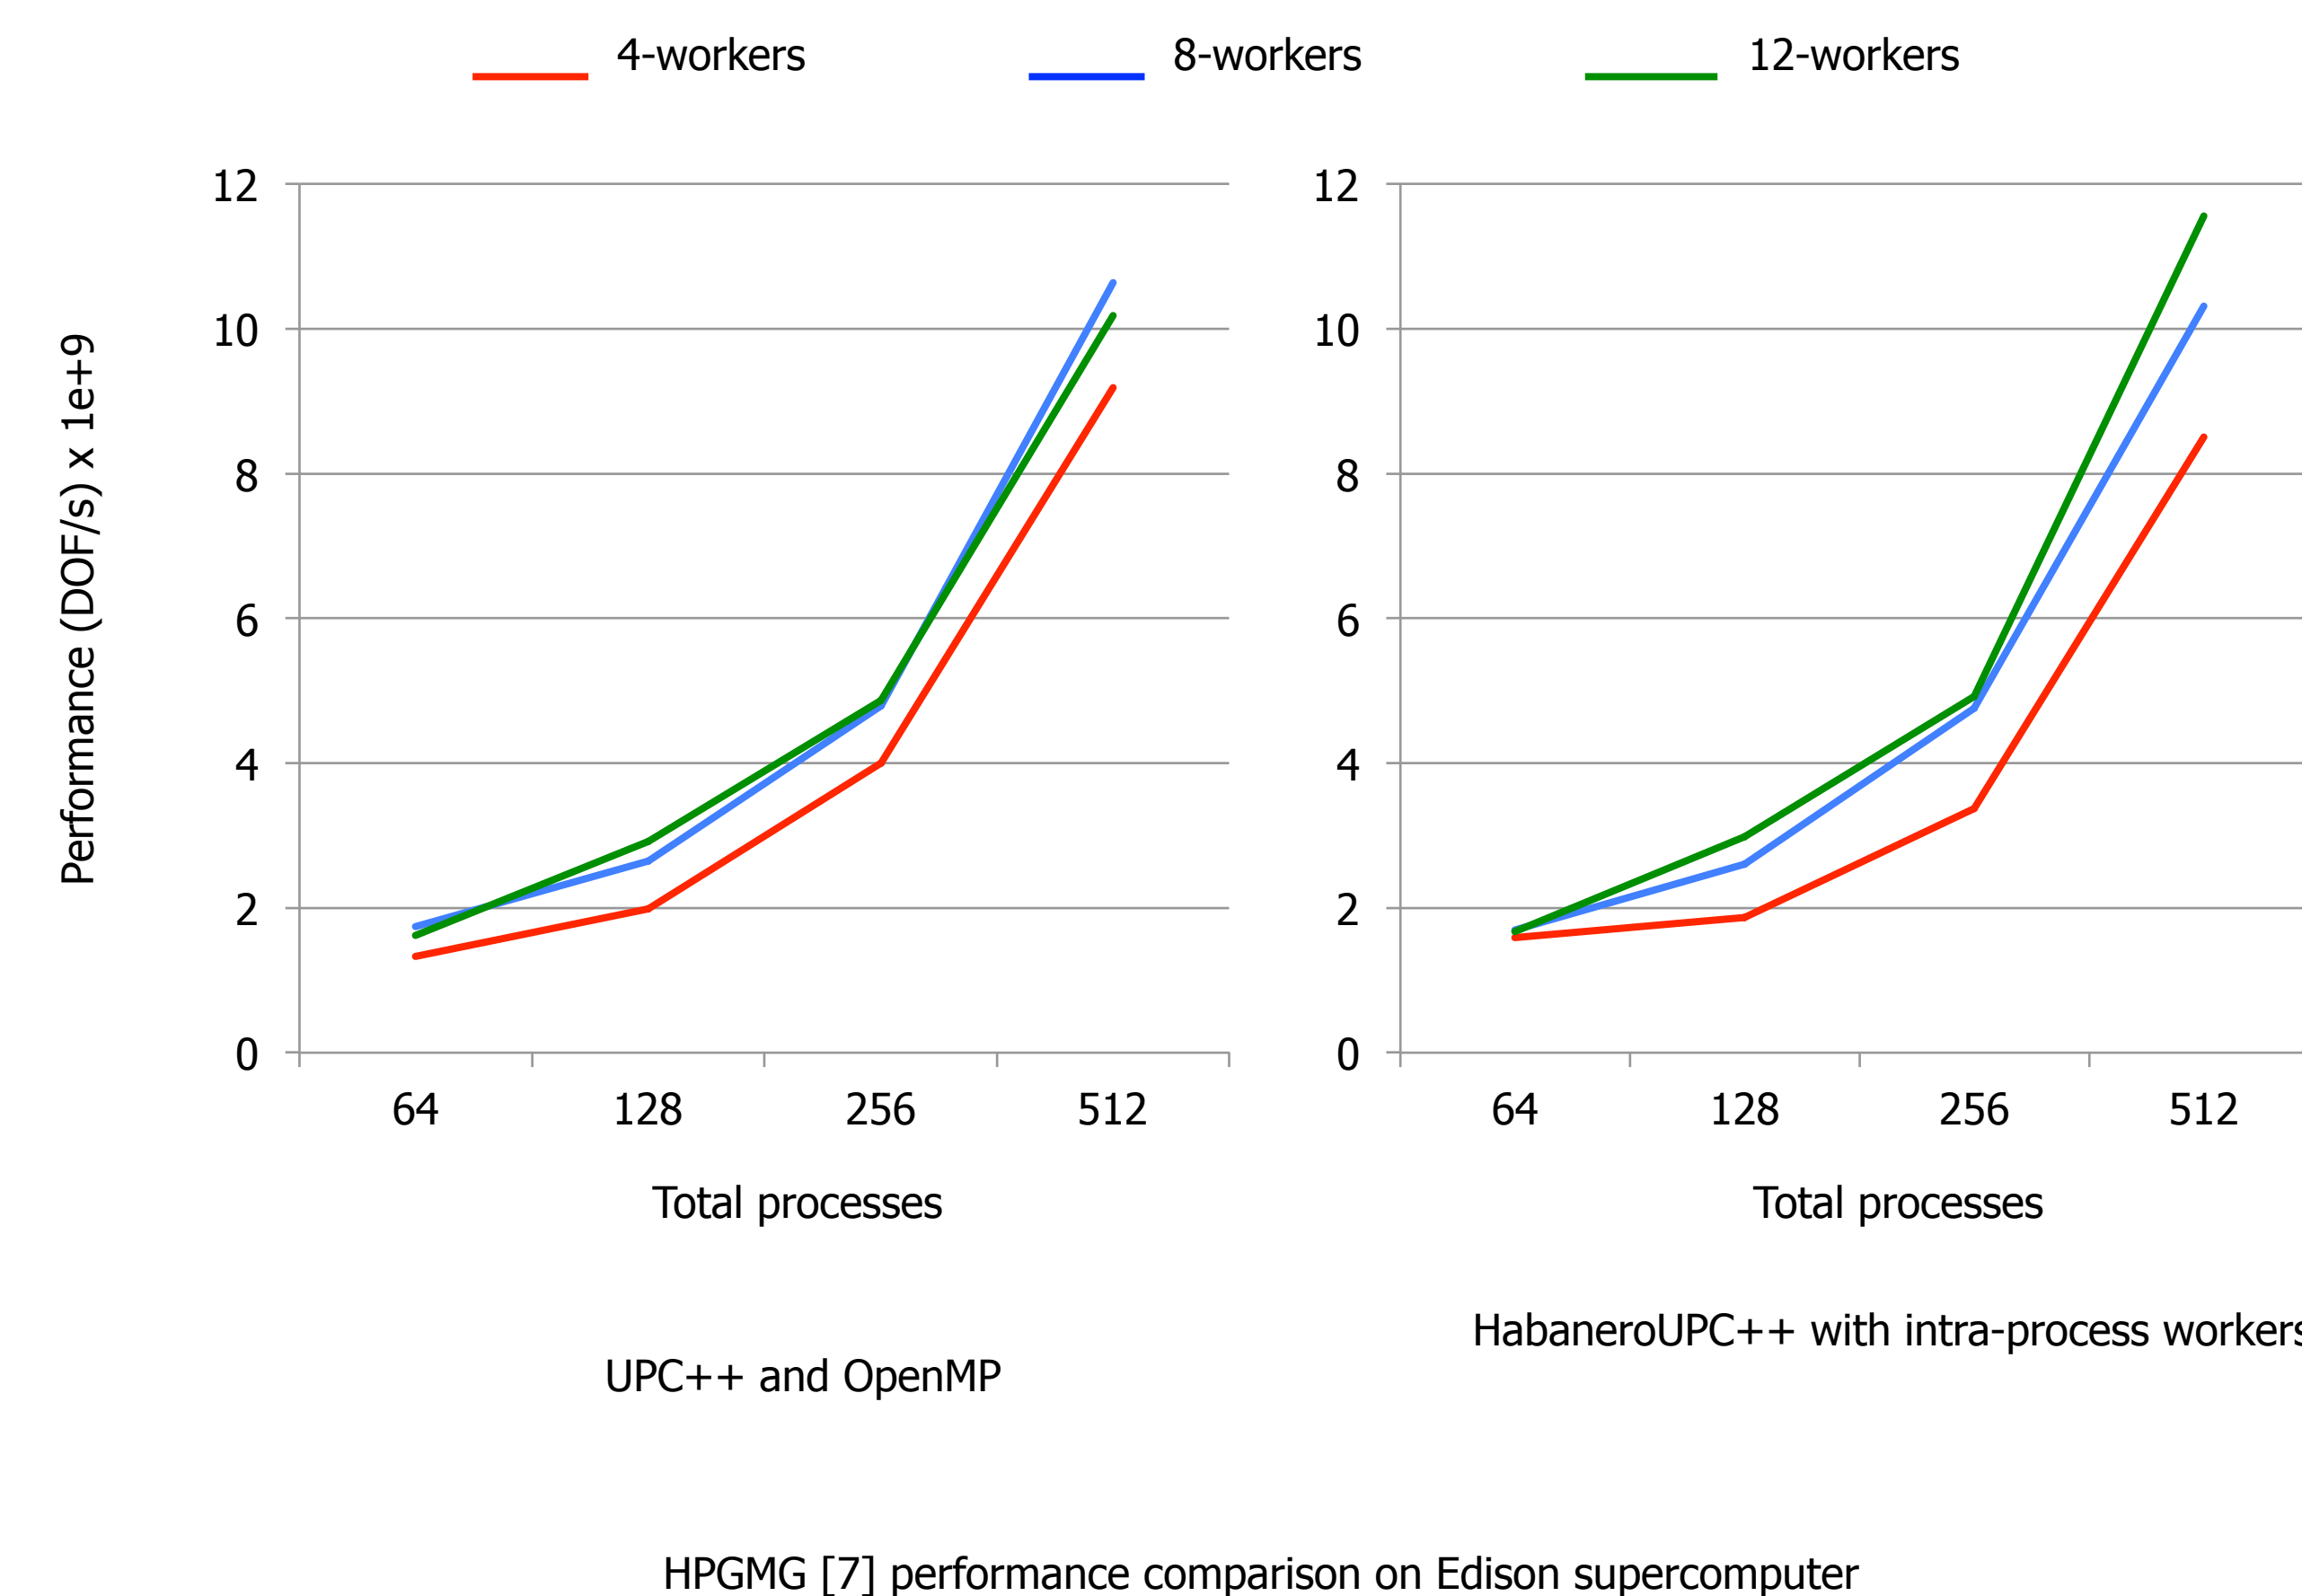 4-workers 8-workers 12-workers
Performance (DOF/s) x 1e+9
12
10
8
6
4
2
0
64 128 256 512
Total processes
UPC++ and OpenMP
12
10
8
6
4
2
0
64 128 256 512
Total processes
HabaneroUPC++ with intra-process workers
HPGMG [7] performance comparison on Edison supercomputer